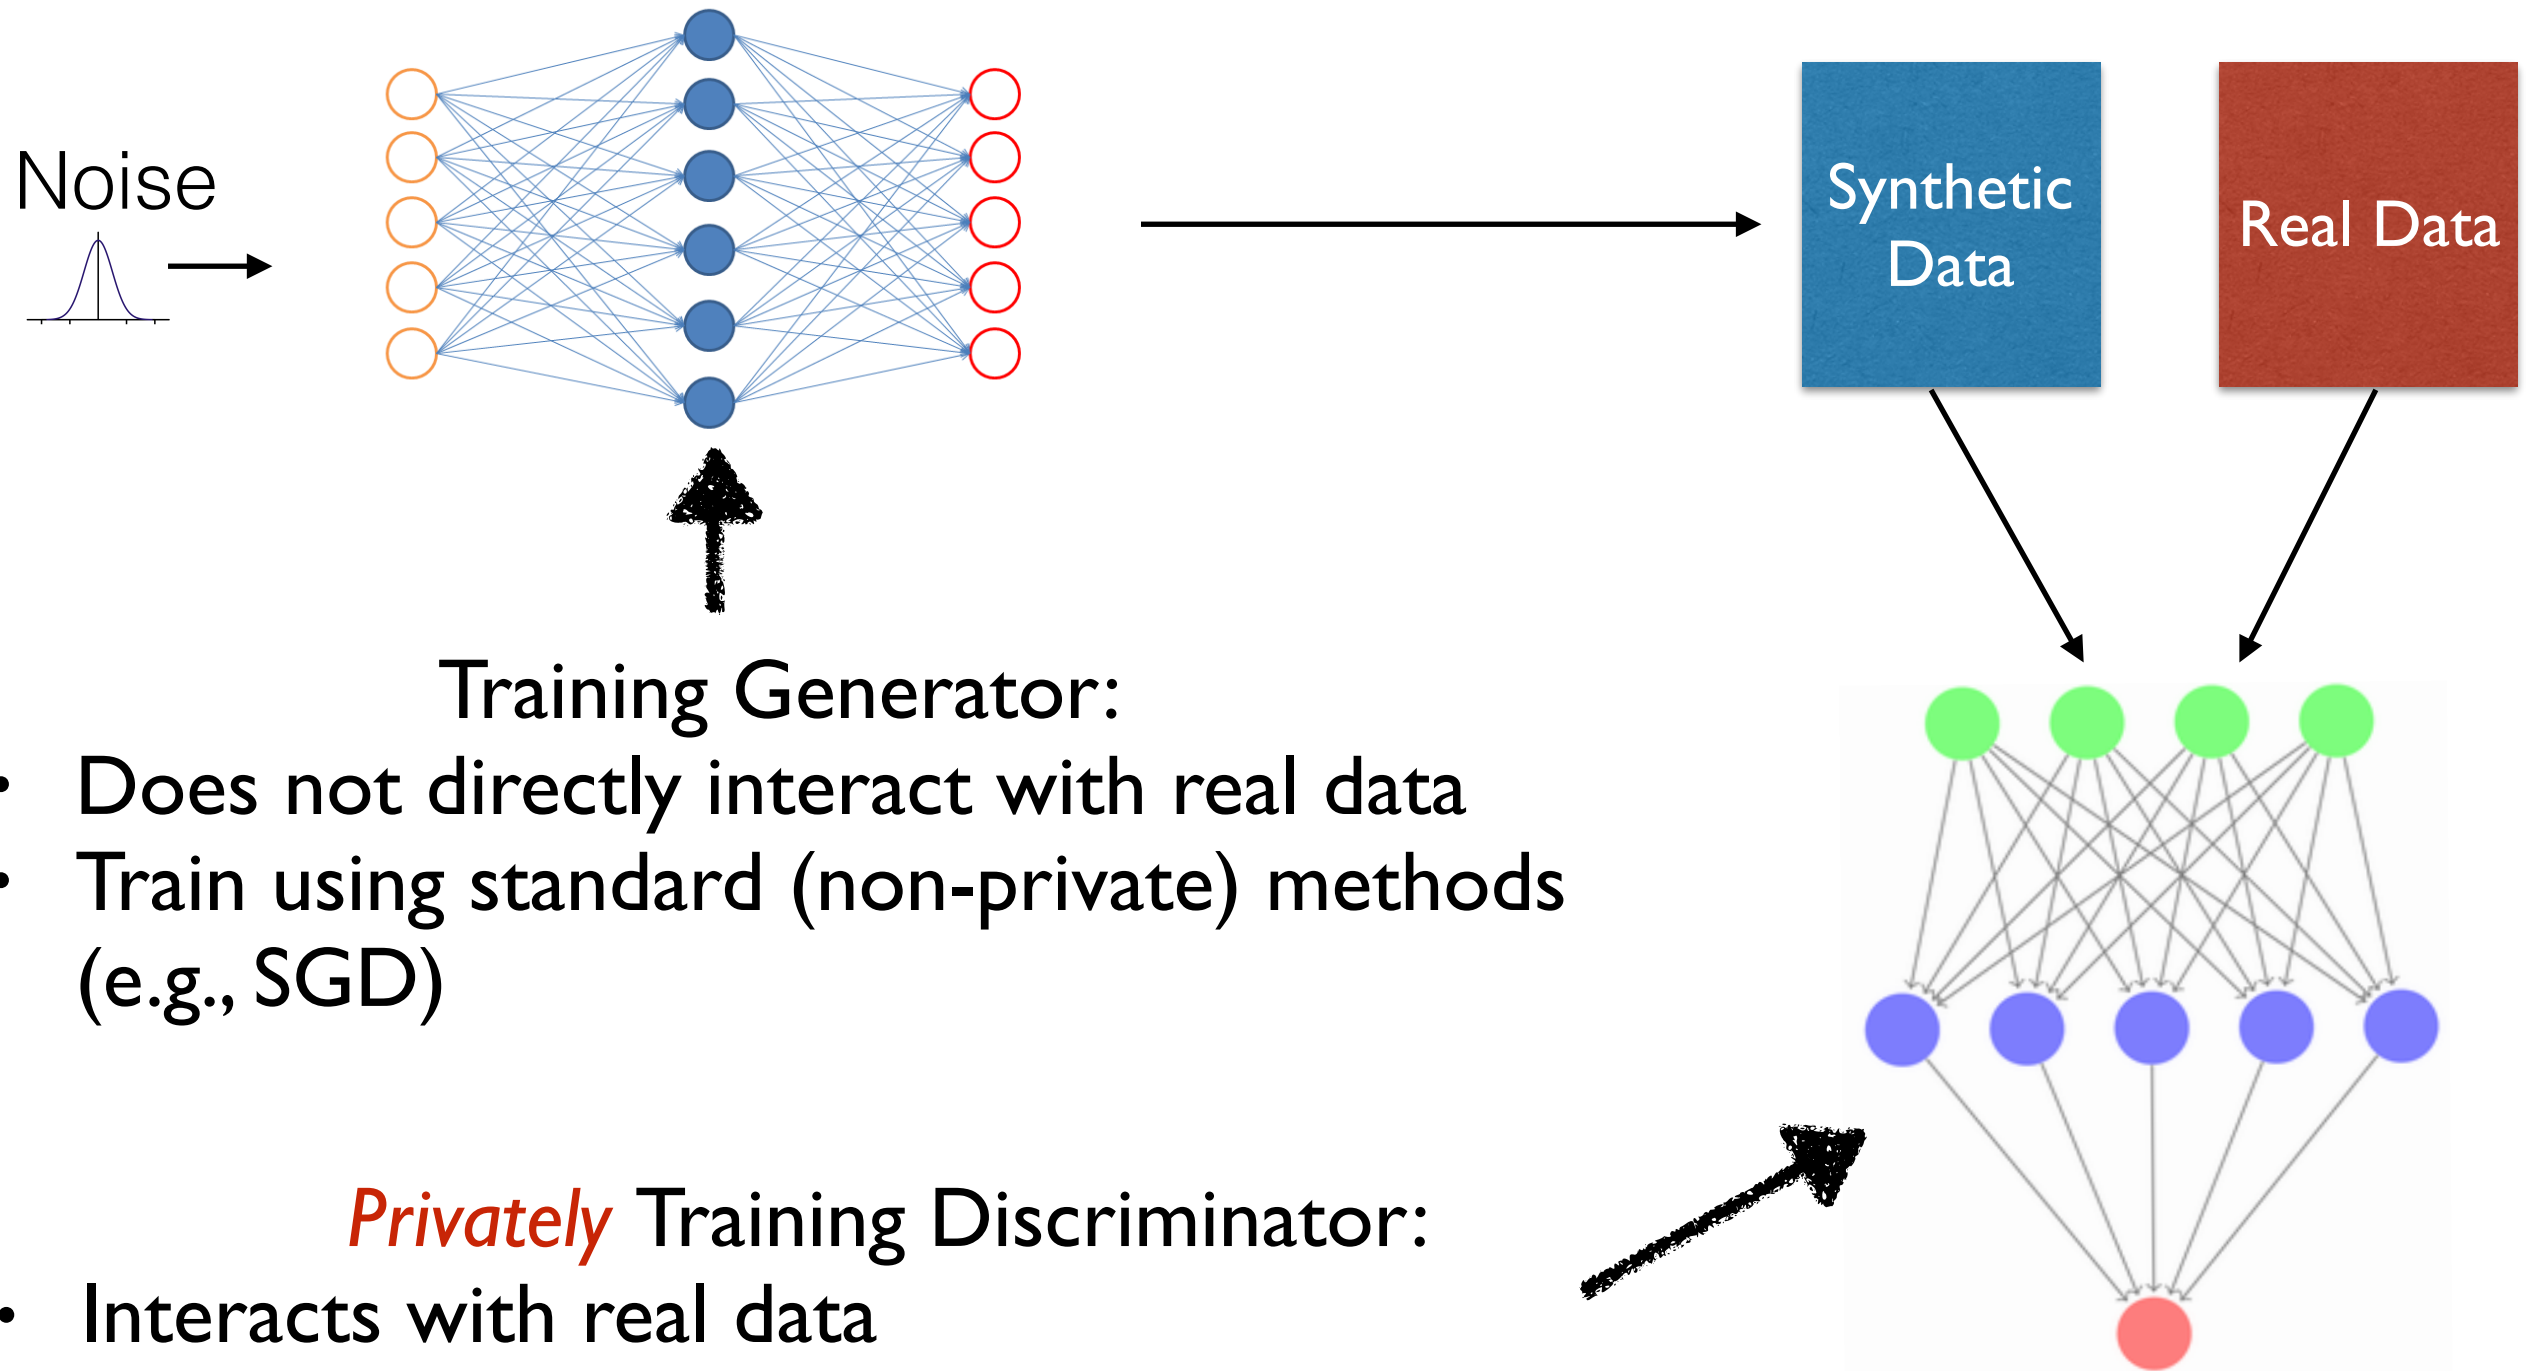 Noise
Synthetic
Data
Real Data
Training Generator:
• Does not directly interact with real data
• Train using standard (non-private) methods
(e.g., SGD)
Privately Training Discriminator:
• Interacts with real data